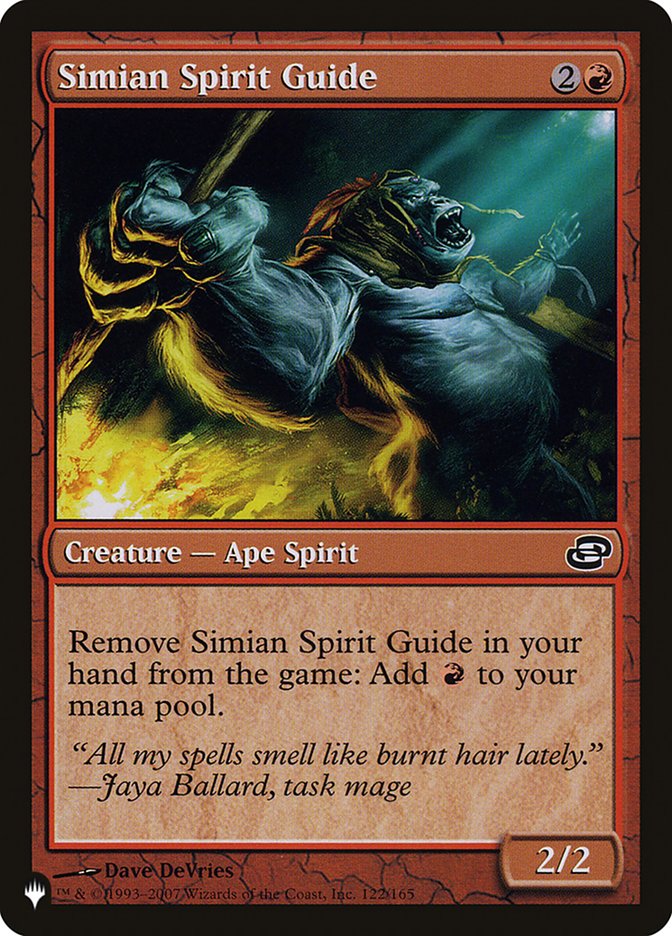 Simian Spirit Guide 2
Creature — Ape Spirit
Remove Simian Spirit Guide in your
hand from the game: Add to your
mana pool.
“All my spells smell like burnt hair lately.”
—Jaya Ballard, task mage
2/2
Dave DeVries
™ & © 1993–2007 Wizards of the Coast, Inc. 122/165